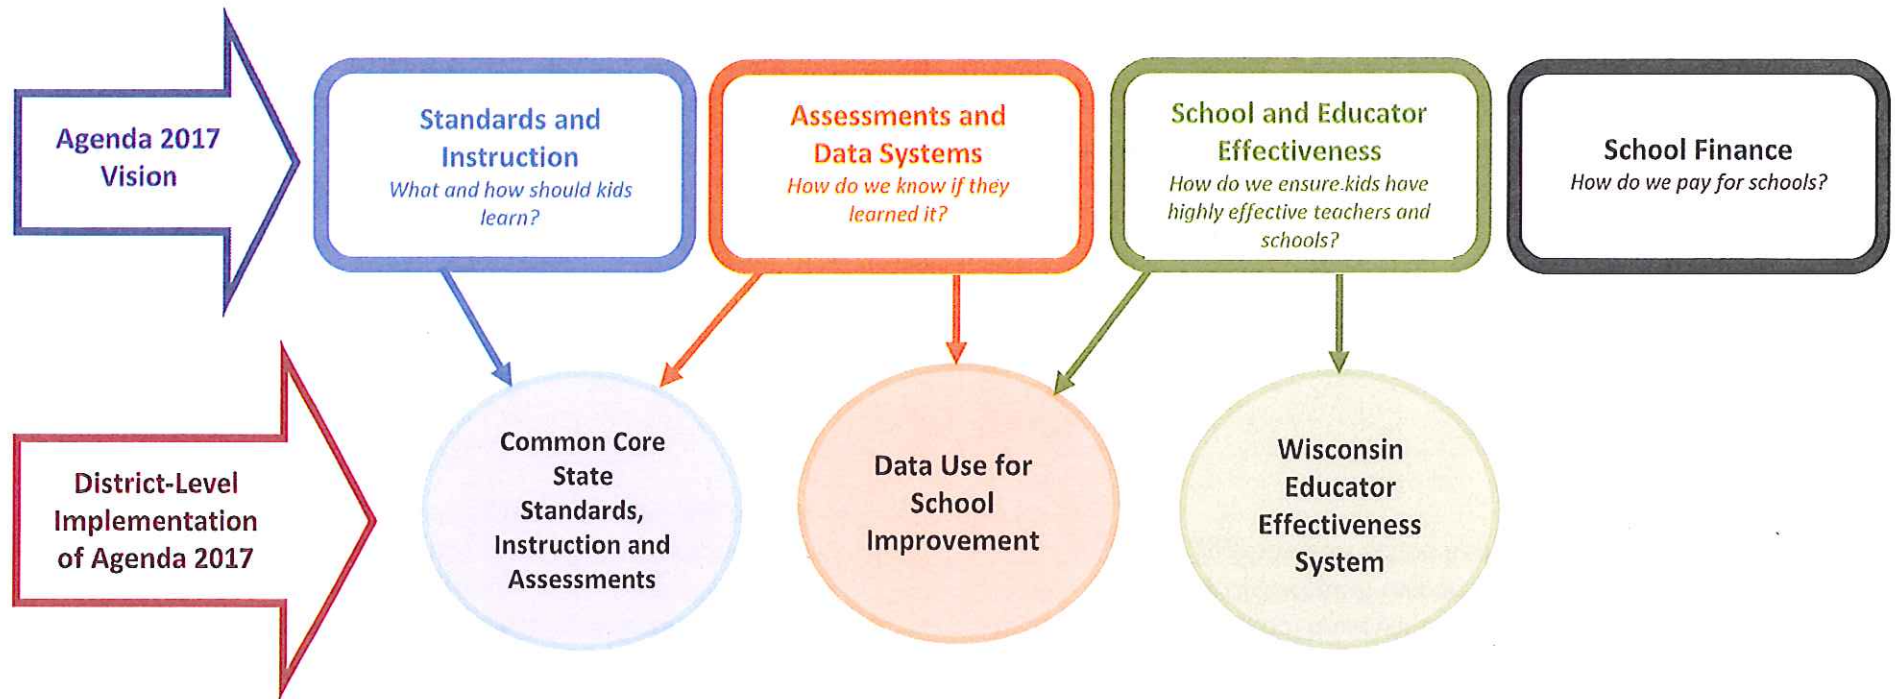 Agenda 2017
Vision
Standards and
Instruction
What and how should kids
learn?
Assessments and
Data Systems
How do we know if they
learned it?
School and Educator
Effectiveness
How do we ensure.kids have
highly effective teachers and
schools?
School Finance
How do we pay for schools?
District-Level
Implementation
of Agenda 2017
Common Core
State
Standards,
Instruction and
Assessments
Data Use for
School
Improvement
Wisconsin
Educator
Effectiveness
System